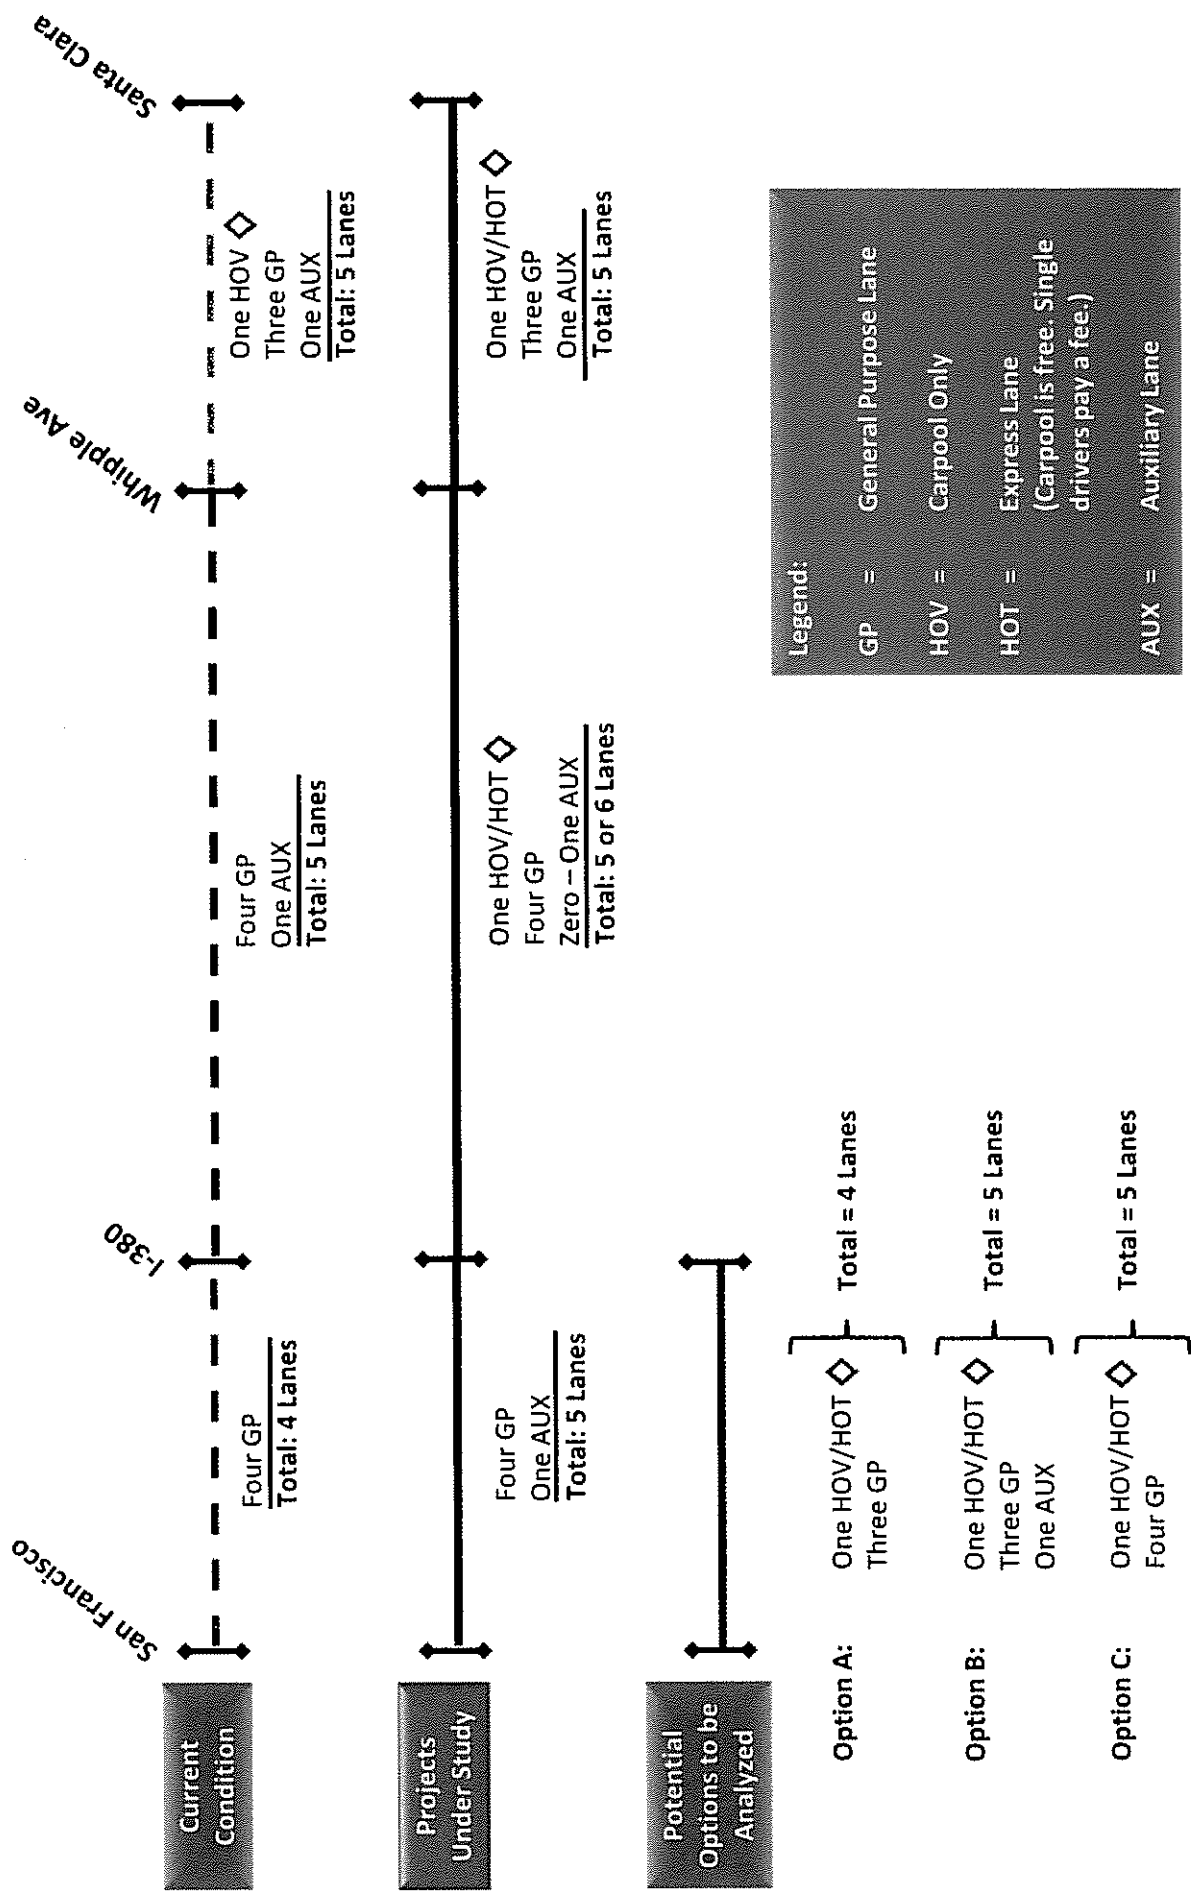 San Francisco
I-380
Whipple Ave
Santa Clara
Current
Condition
Four GP
Total: 4 Lanes
Four GP
One AUX
Total: 5 Lanes
One HOV ◇
Three GP
One AUX
Total: 5 Lanes
Projects
Under Study
Four GP
One AUX
Total: 5 Lanes
One HOV/HOT ◇
Four GP
Zero – One AUX
Total: 5 or 6 Lanes
One HOV/HOT ◇
Three GP
One AUX
Total: 5 Lanes
Potential
Options to be
Analyzed
Option A:
One HOV/HOT ◇
Three GP
Total = 4 Lanes
Option B:
One HOV/HOT ◇
Three GP
One AUX
Total = 5 Lanes
Option C:
One HOV/HOT ◇
Four GP
Total = 5 Lanes
Legend:
GP = General Purpose Lane
HOV = Carpool Only
HOT = Express Lane
(Carpool is free. Single
drivers pay a fee.)
AUX = Auxiliary Lane